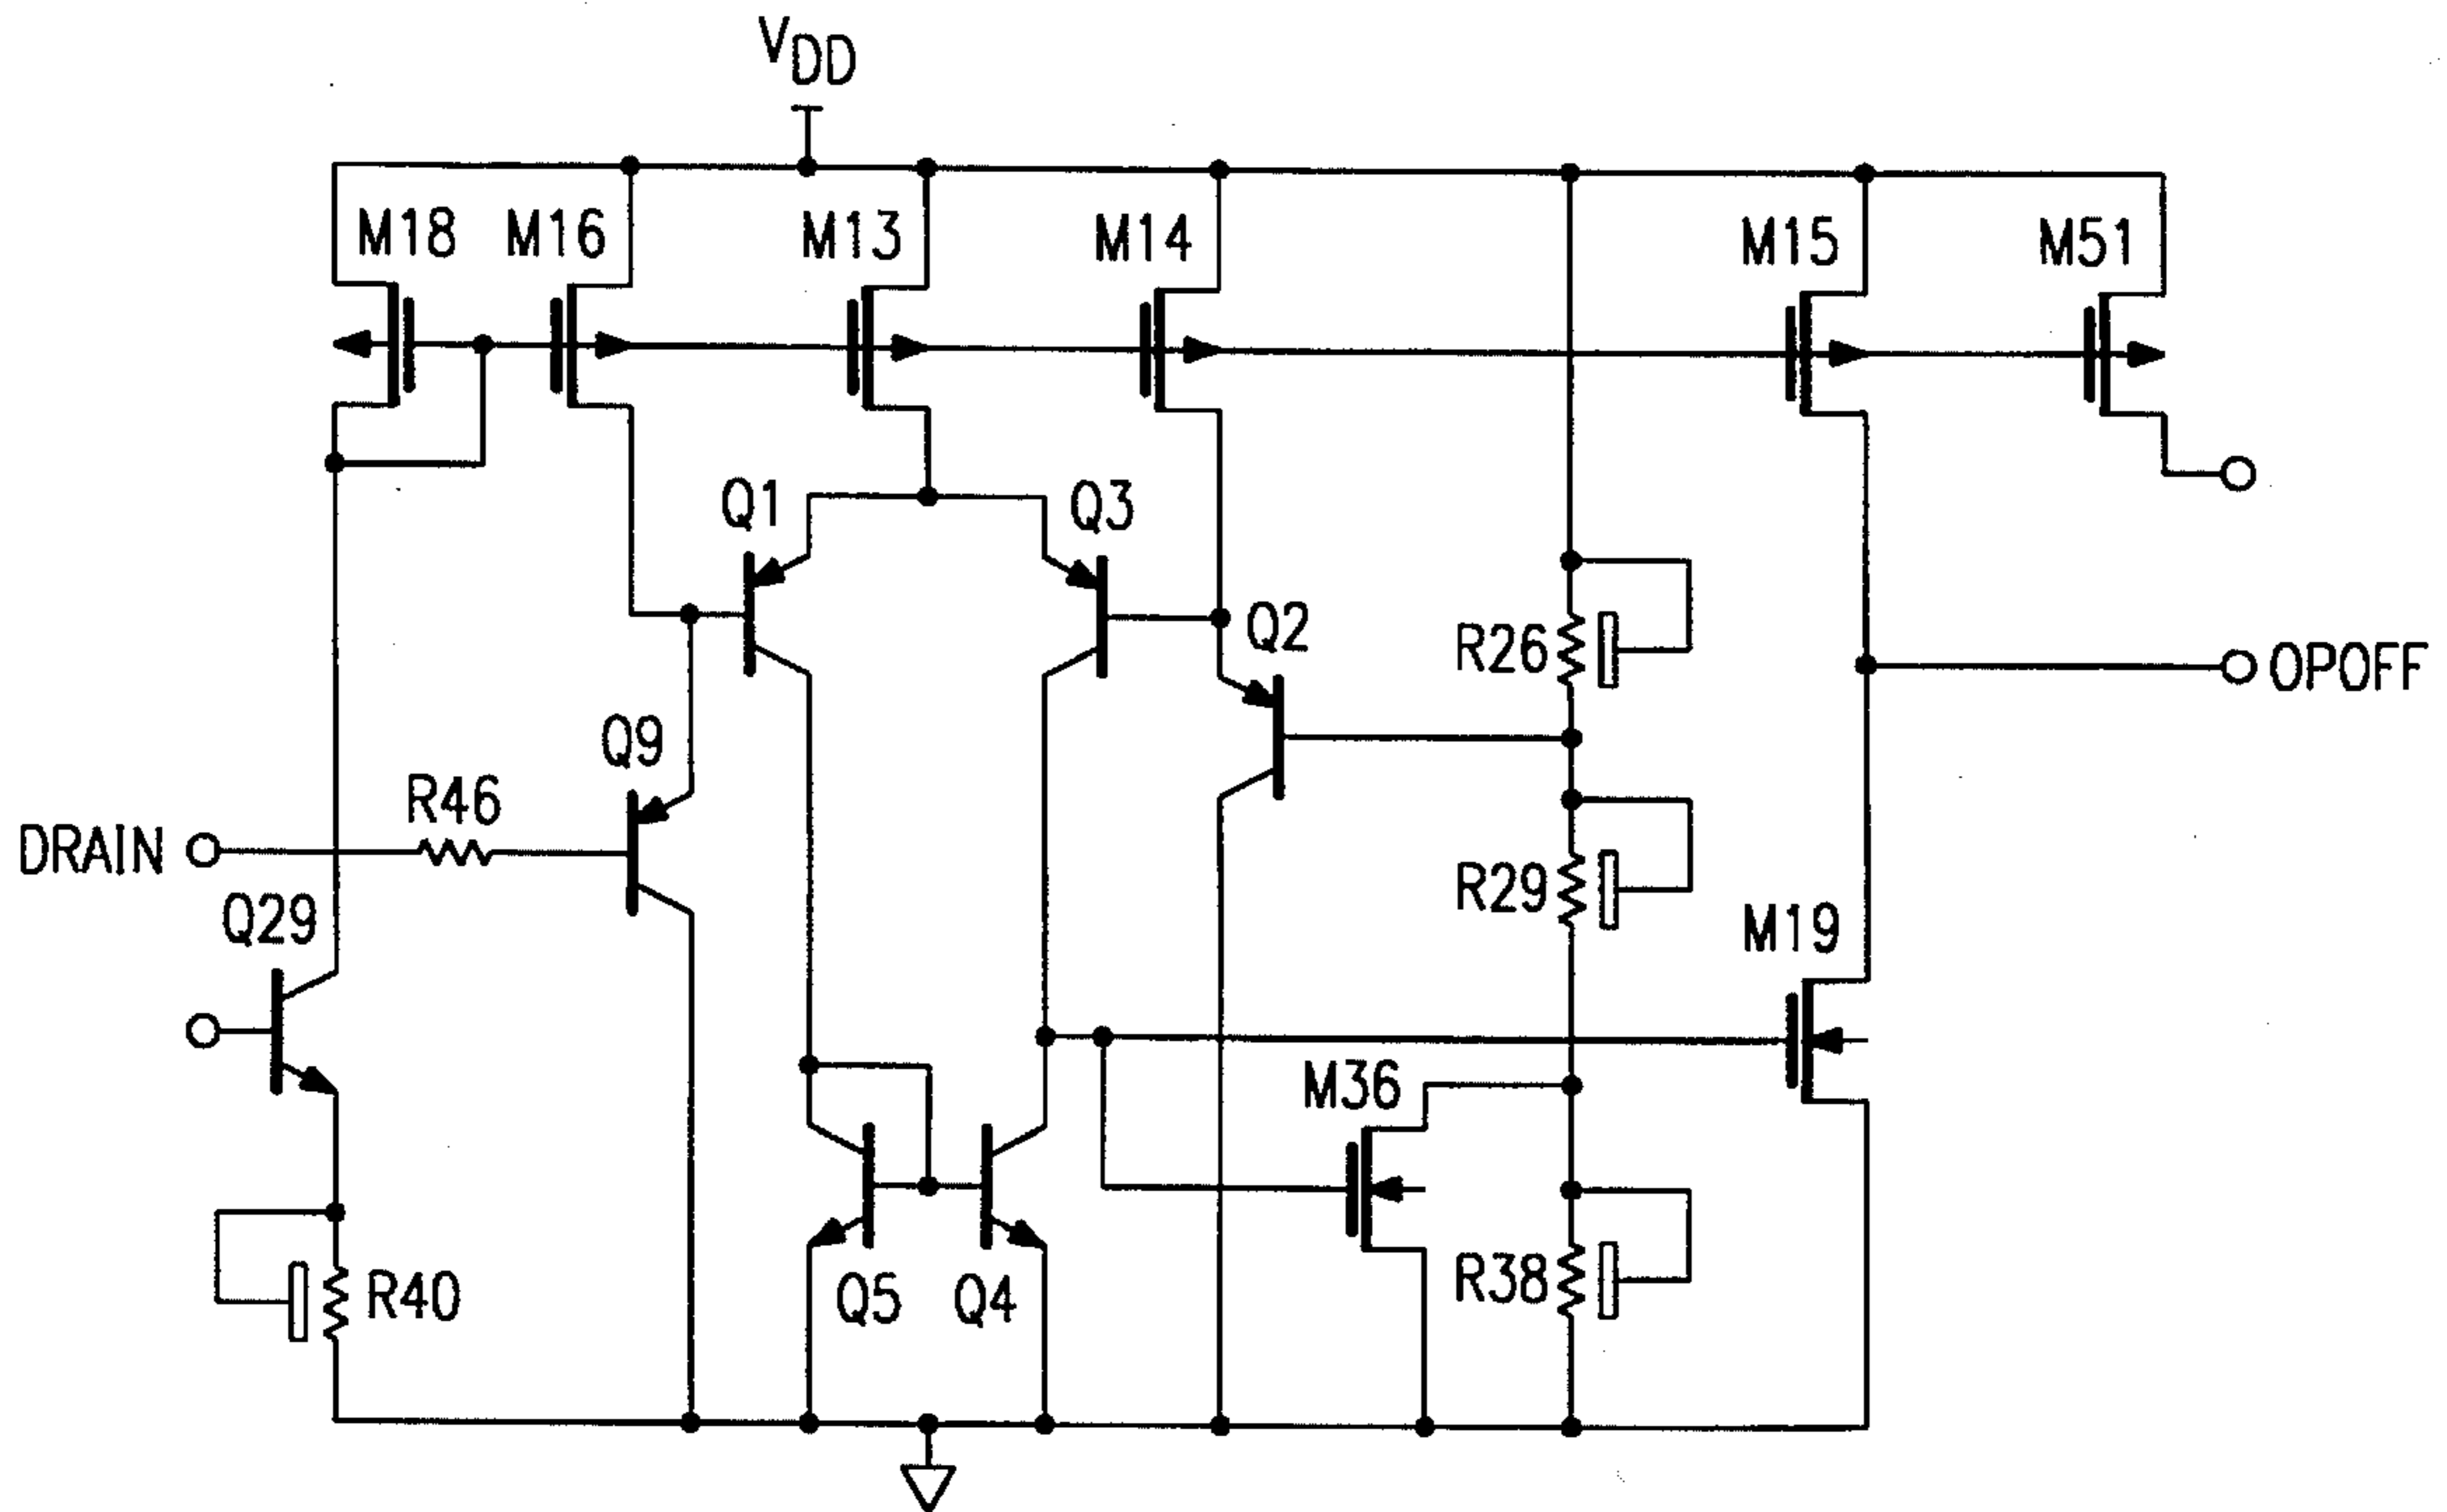 VDD
M18 M16 M13 M14 M15 M51
Q1 Q3
Q2
R26
OPOFF
Q9
R46
DRAIN
R29
Q29
M19
M36
R40
Q5 Q4
R38